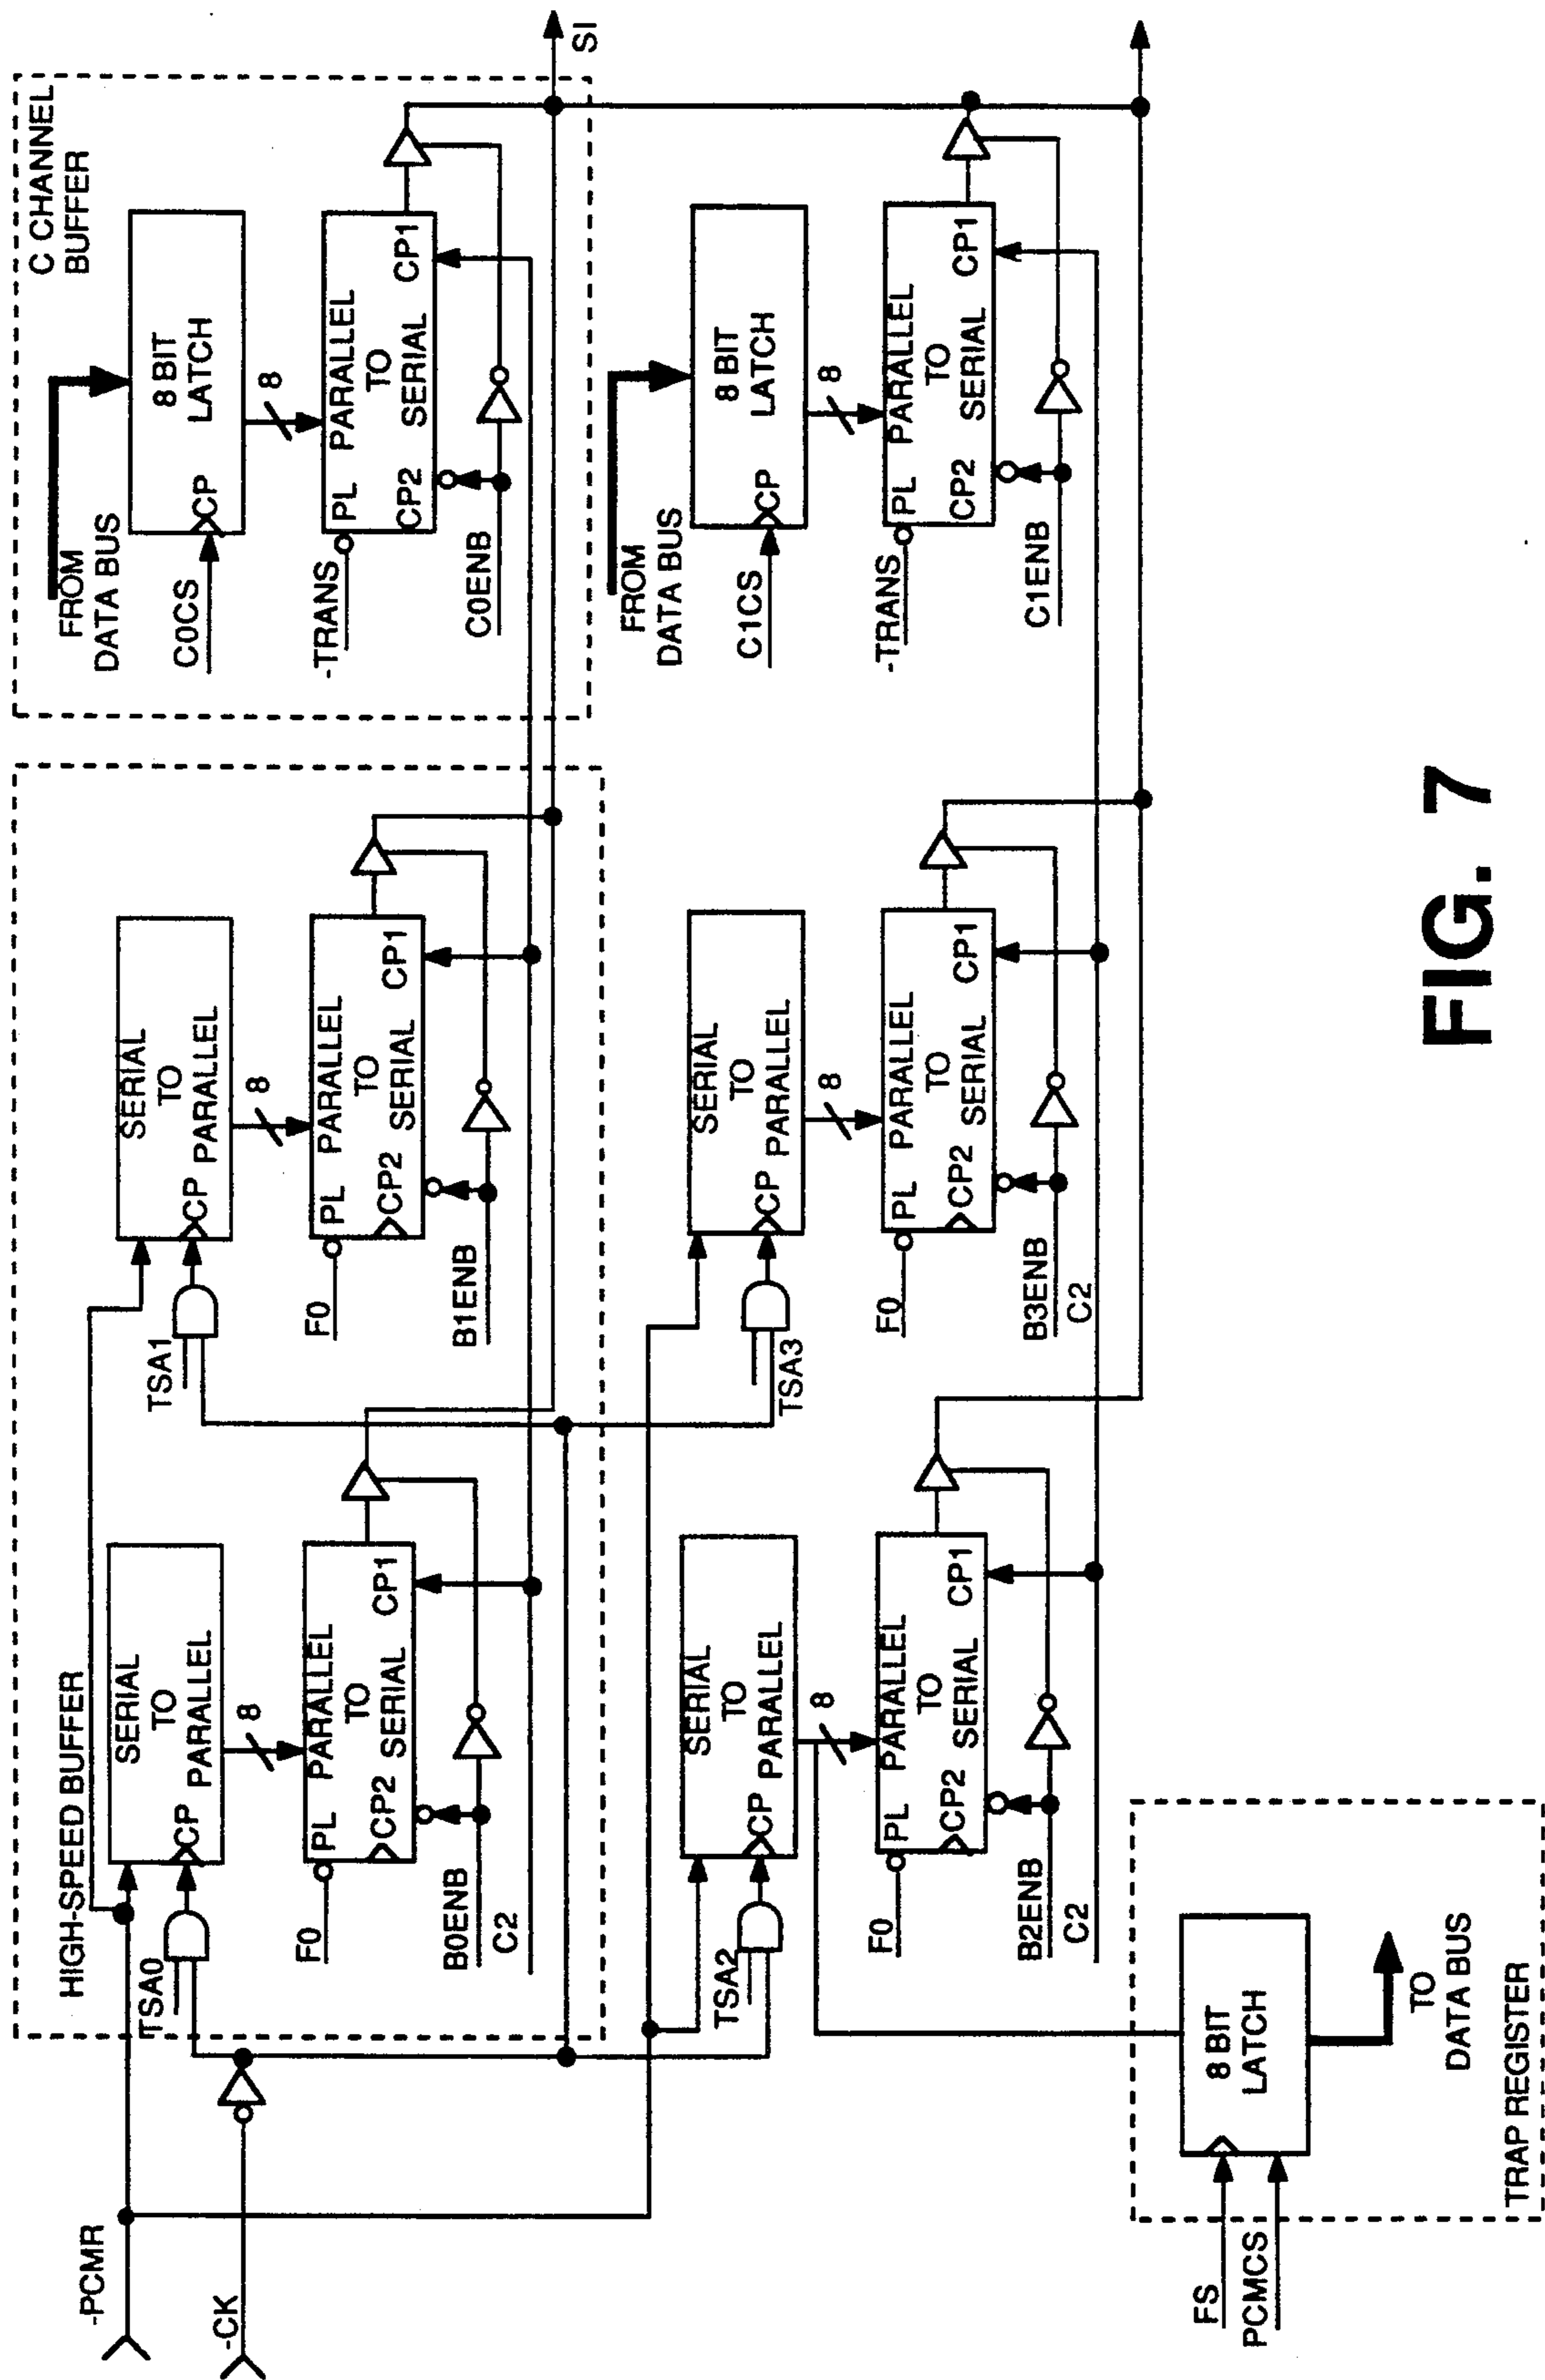 C CHANNEL
BUFFER
FROM
DATA BUS
8 BIT
LATCH
CP
C0CS
8
-TRANS
PL PARALLEL
TO
CP2 SERIAL CP1
C0ENB
SI
HIGH-SPEED BUFFER
-PCMR
-CK
SERIAL
TO
CP PARALLEL
TSA0
8
F0
PL PARALLEL
TO
CP2 SERIAL CP1
B0ENB
C2
SERIAL
TO
CP PARALLEL
TSA1
8
F0
PL PARALLEL
TO
CP2 SERIAL CP1
B1ENB
SERIAL
TO
CP PARALLEL
TSA2
8
F0
PL PARALLEL
TO
CP2 SERIAL CP1
B2ENB
C2
SERIAL
TO
CP PARALLEL
TSA3
8
F0
PL PARALLEL
TO
CP2 SERIAL CP1
B3ENB
C2
FROM
DATA BUS
8 BIT
LATCH
CP
C1CS
8
-TRANS
PL PARALLEL
TO
CP2 SERIAL CP1
C1ENB
FS
PCMCS
8 BIT
LATCH
TO
DATA BUS
TRAP REGISTER
FIG. 7